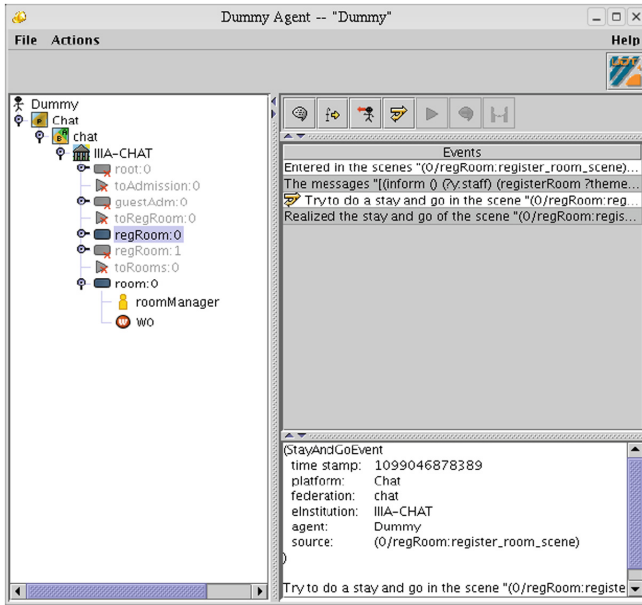 Dummy Agent -- "Dummy"
File Actions Help
Dummy
Chat
chat
IIIA-CHAT
root:0
toAdmission:0
guestAdm:0
toRegRoom:0
regRoom:0
regRoom:1
toRooms:0
room:0
roomManager
w0
Events
Entered in the scenes "(0/regRoom:register_room_scene)...
The messages "[(inform () (?y:staff) (registerRoom ?theme...
Try to do a stay and go in the scene "(0/regRoom:reg...
Realized the stay and go of the scene "(0/regRoom:regis...
(StayAndGoEvent
time stamp: 1099046878389
platform: Chat
federation: chat
eInstitution: IIIA-CHAT
agent: Dummy
source: (0/regRoom:register_room_scene)
)
Try to do a stay and go in the scene "(0/regRoom:registe